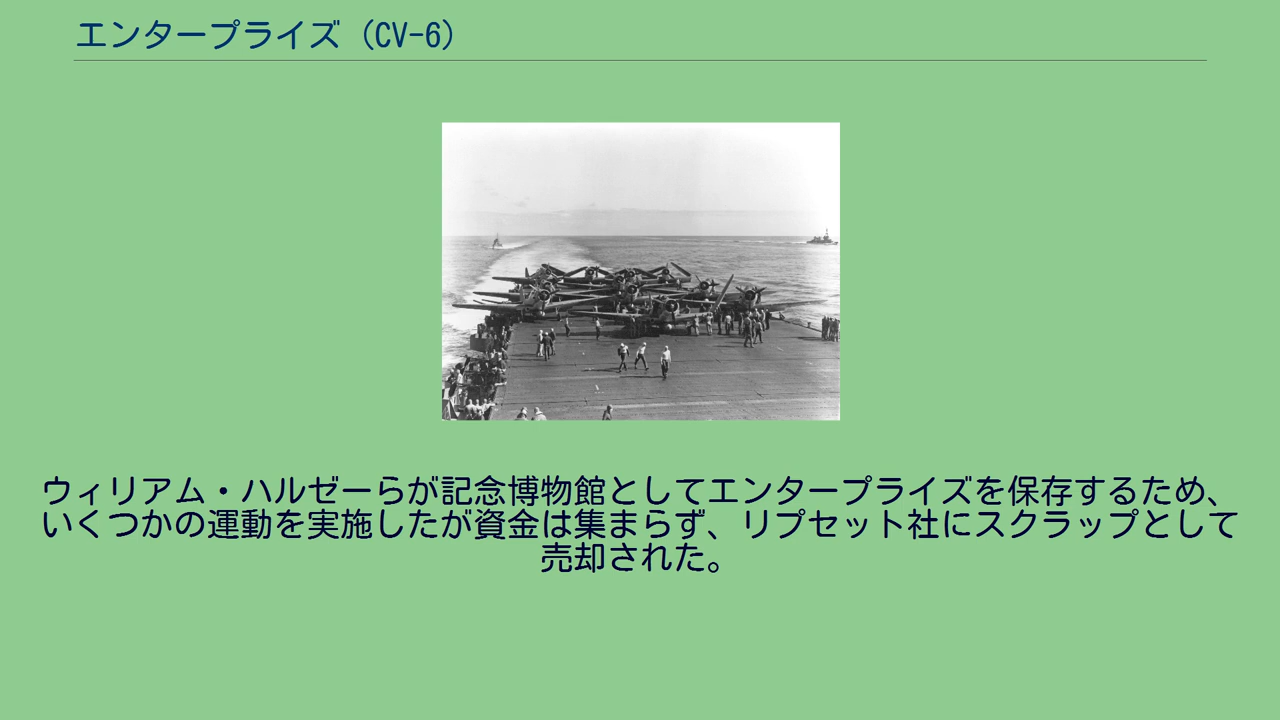 エンタープライズ（CV-6）
ウィリアム・ハルゼーらが記念博物館としてエンタープライズを保存するため、
いくつかの運動を実施したが資金は集まらず、リプセット社にスクラップとして
売却された。